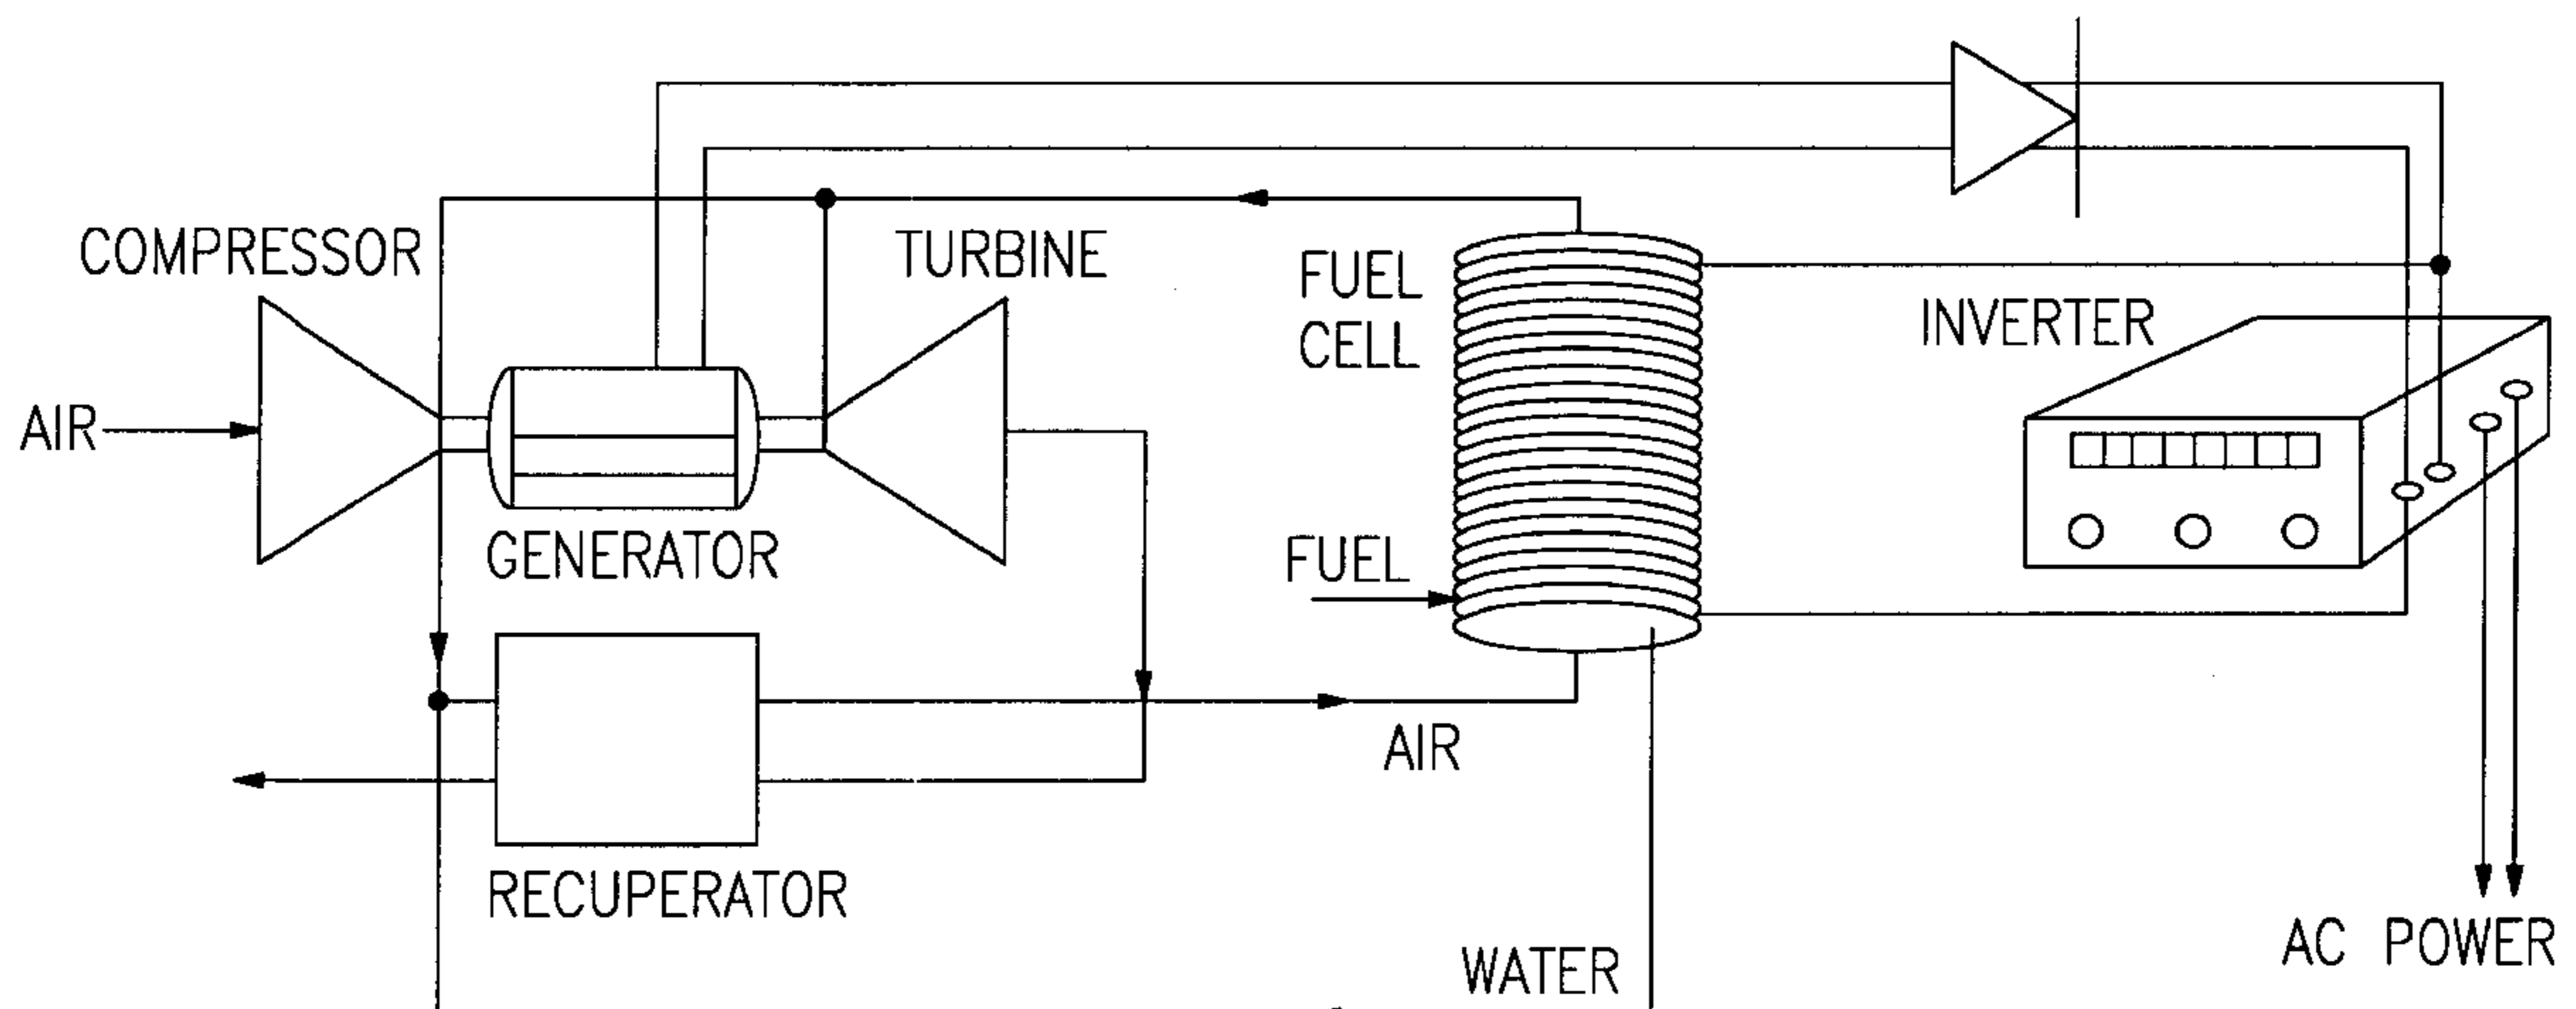 COMPRESSOR
TURBINE
FUEL
CELL
INVERTER
AIR
GENERATOR
FUEL
AIR
RECUPERATOR
WATER
AC POWER